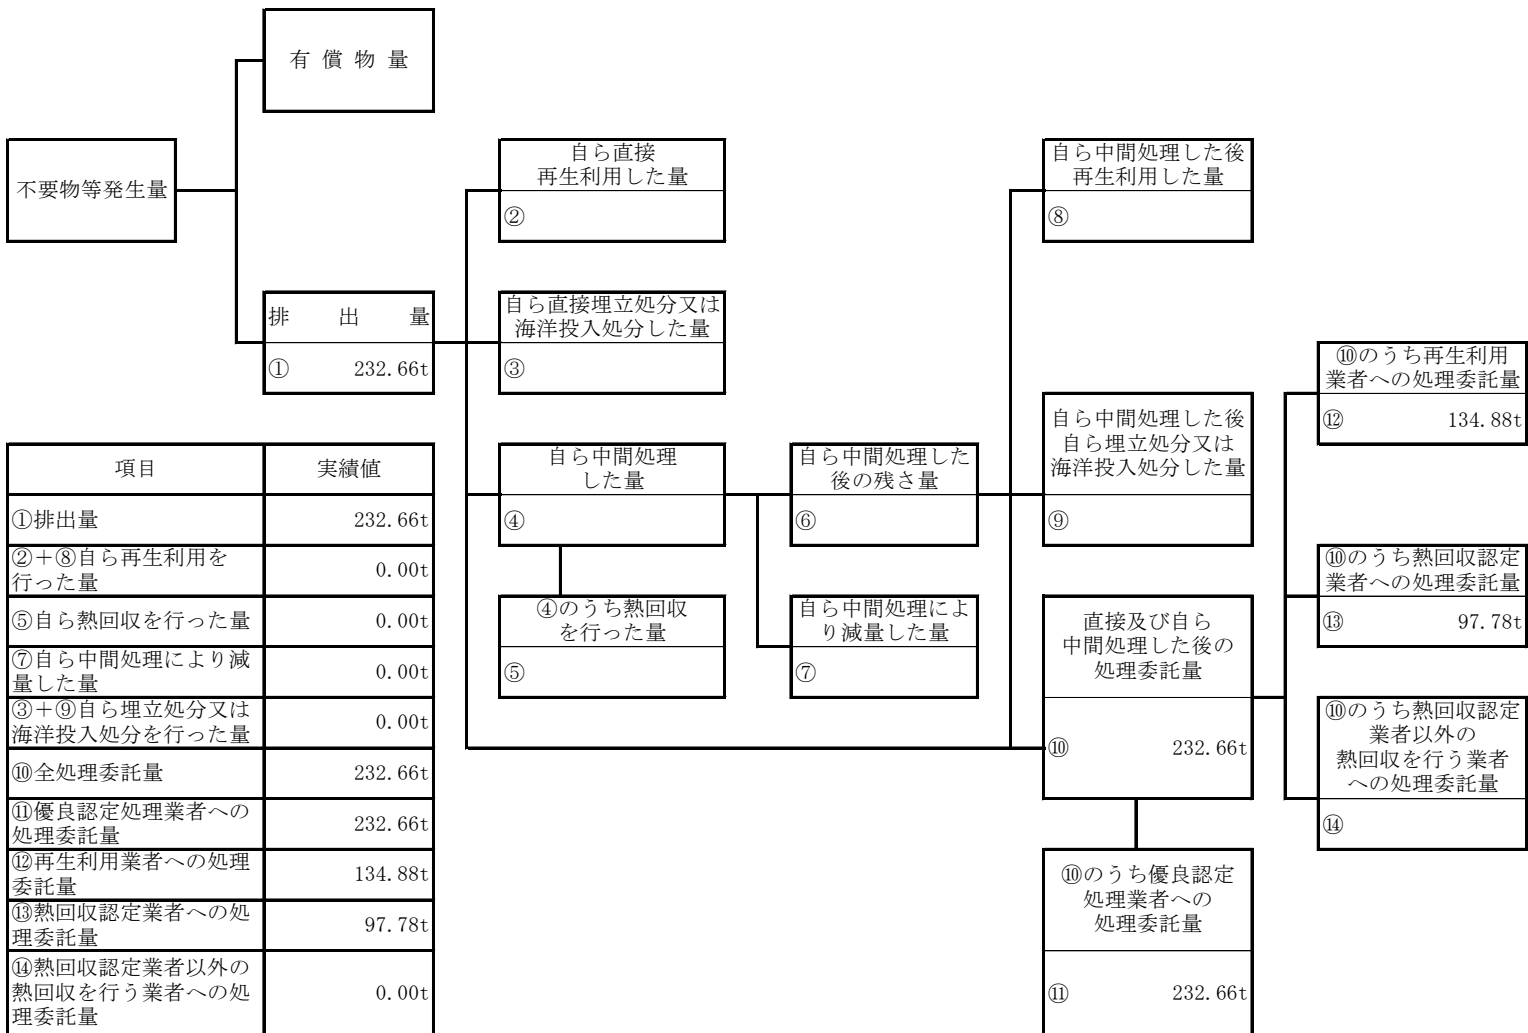 有償物量
不要物等発生量
排出量
① 232.66t
自ら直接
再生利用した量
②
自ら直接埋立処分又は
海洋投入処分した量
③
自ら中間処理
した量
④
④のうち熱回収
を行った量
⑤
自ら中間処理した
後の残さ量
⑥
自ら中間処理によ
り減量した量
⑦
自ら中間処理した後
再生利用した量
⑧
自ら中間処理した後
自ら埋立処分又は
海洋投入処分した量
⑨
直接及び自ら
中間処理した後の
処理委託量
⑩ 232.66t
⑩のうち優良認定
処理業者への
処理委託量
⑪ 232.66t
⑩のうち再生利用
業者への処理委託量
⑫ 134.88t
⑩のうち熱回収認定
業者への処理委託量
⑬ 97.78t
⑩のうち熱回収認定
業者以外の
熱回収を行う業者
への処理委託量
⑭
項目 実績値
①排出量 232.66t
②＋⑧自ら再生利用を
行った量 0.00t
⑤自ら熱回収を行った量 0.00t
⑦自ら中間処理により減
量した量 0.00t
③＋⑨自ら埋立処分又は
海洋投入処分を行った量 0.00t
⑩全処理委託量 232.66t
⑪優良認定処理業者への
処理委託量 232.66t
⑫再生利用業者への処理
委託量 134.88t
⑬熱回収認定業者への処
理委託量 97.78t
⑭熱回収認定業者以外の
熱回収を行う業者への処
理委託量 0.00t